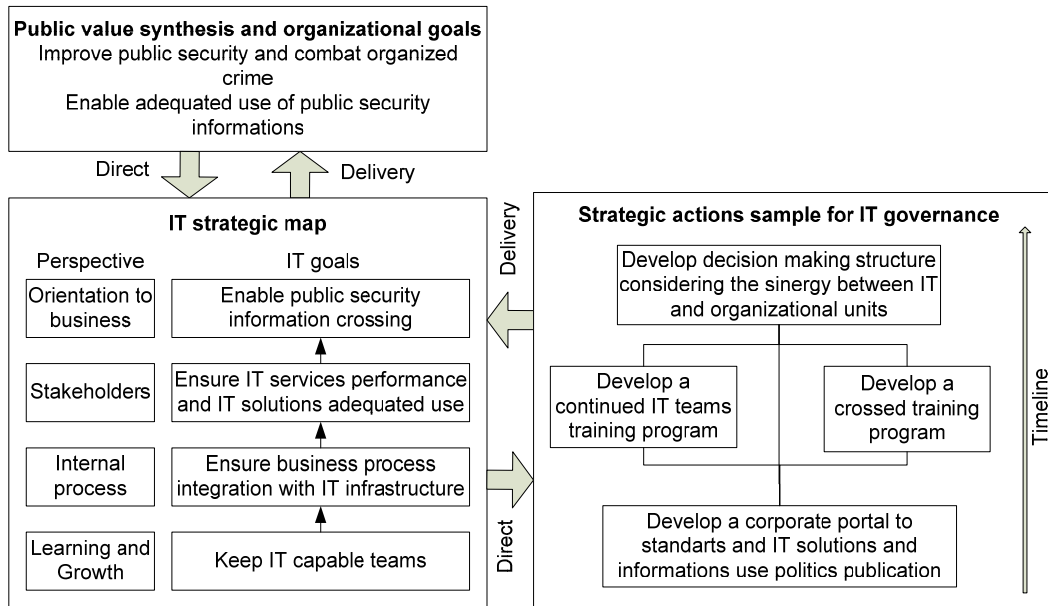 Public value synthesis and organizational goals
Improve public security and combat organized
crime
Enable adequated use of public security
informations
Direct
Delivery
IT strategic map
Perspective
IT goals
Orientation to
business
Enable public security
information crossing
Stakeholders
Ensure IT services performance
and IT solutions adequated use
Internal
process
Ensure business process
integration with IT infrastructure
Learning and
Growth
Keep IT capable teams
Delivery
Direct
Strategic actions sample for IT governance
Develop decision making structure
considering the sinergy between IT
and organizational units
Develop a
continued IT teams
training program
Develop a
crossed training
program
Develop a corporate portal to
standarts and IT solutions and
informations use politics publication
Timeline